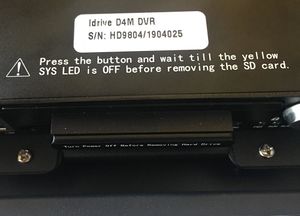 Idrive D4M DVR
S/N: HD9804/1904025
Press the button and wait till the yellow
SYS LED is OFF before removing the SD card.
Turn Power Off Before Removing Hard Drive